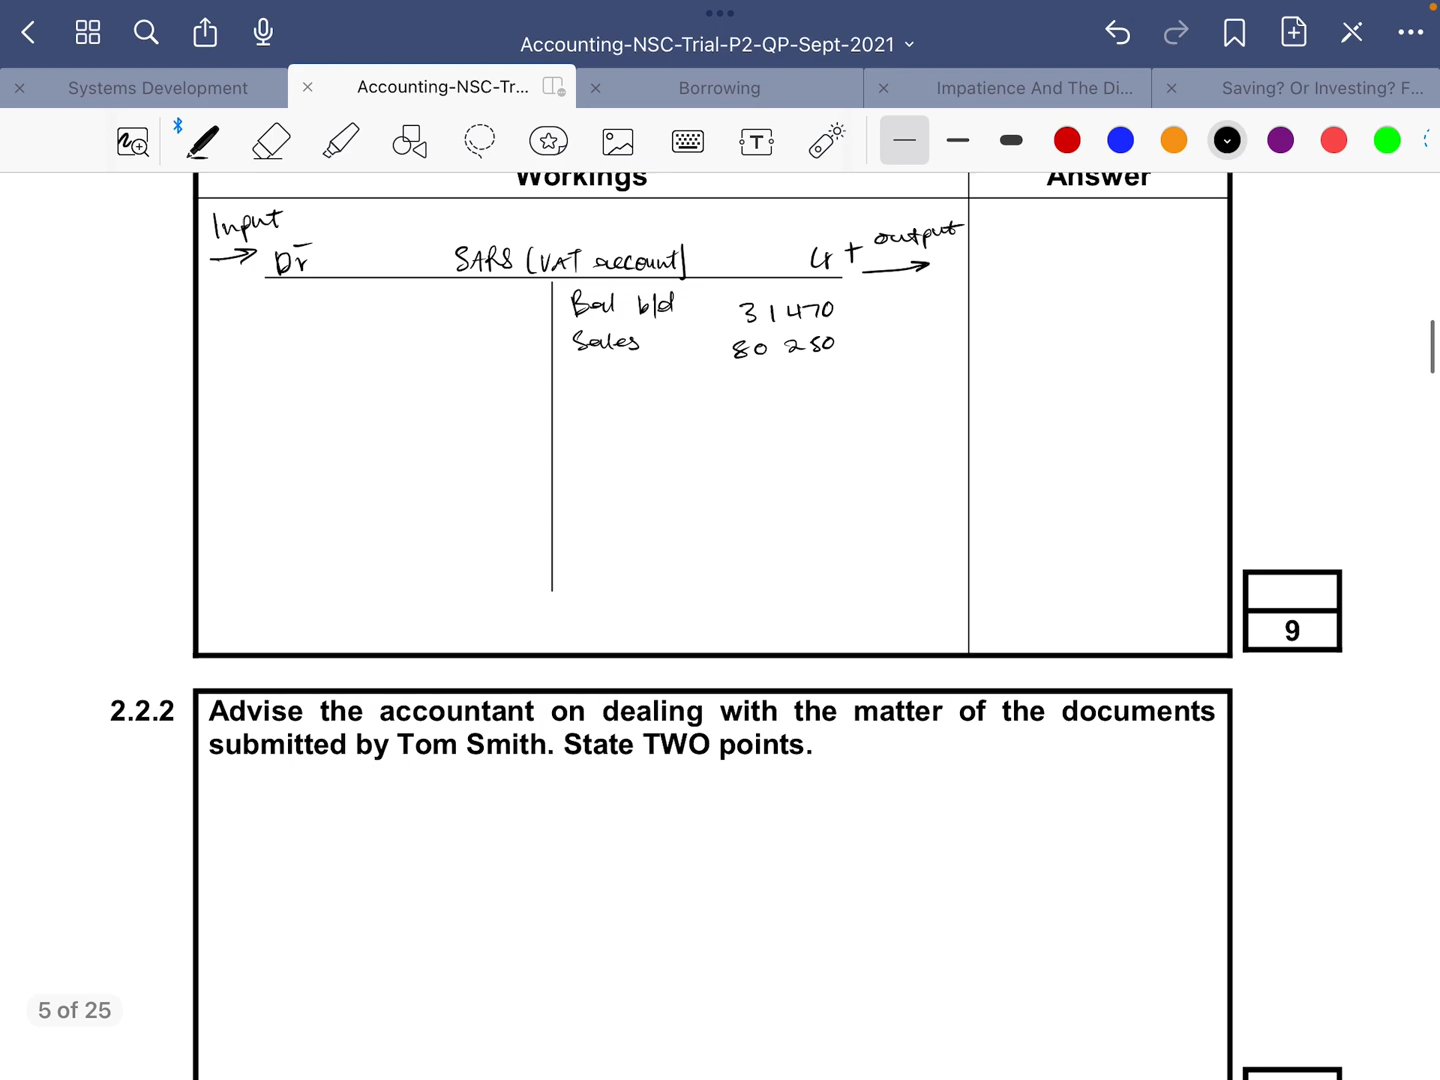 Accounting-NSC-Trial-P2-QP-Sept-2021
Systems Development
Accounting-NSC-Tr...
Borrowing
Impatience And The Di...
Saving? Or Investing? F...
Workings Answer
Input
Dr - SARS (VAT account) Cr + output
Bal b/d 31 470
Sales 80 250
9
2.2.2 Advise the accountant on dealing with the matter of the documents
submitted by Tom Smith. State TWO points.
5 of 25